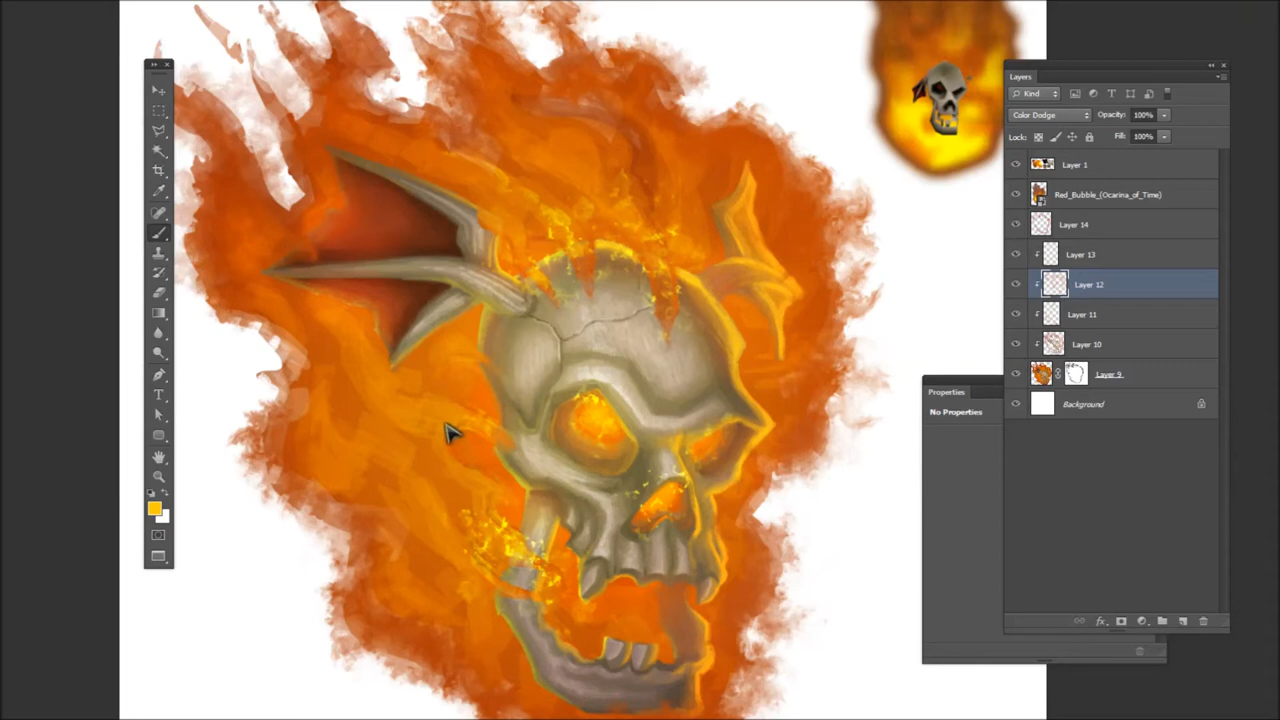 Layers
Kind
Color Dodge Opacity: 100%
Lock: Fill: 100%
Layer 1
Red_Bubble_(Ocarina_of_Time)
Layer 14
Layer 13
Layer 12
Layer 11
Layer 10
Layer 9
Background
Properties
No Properties